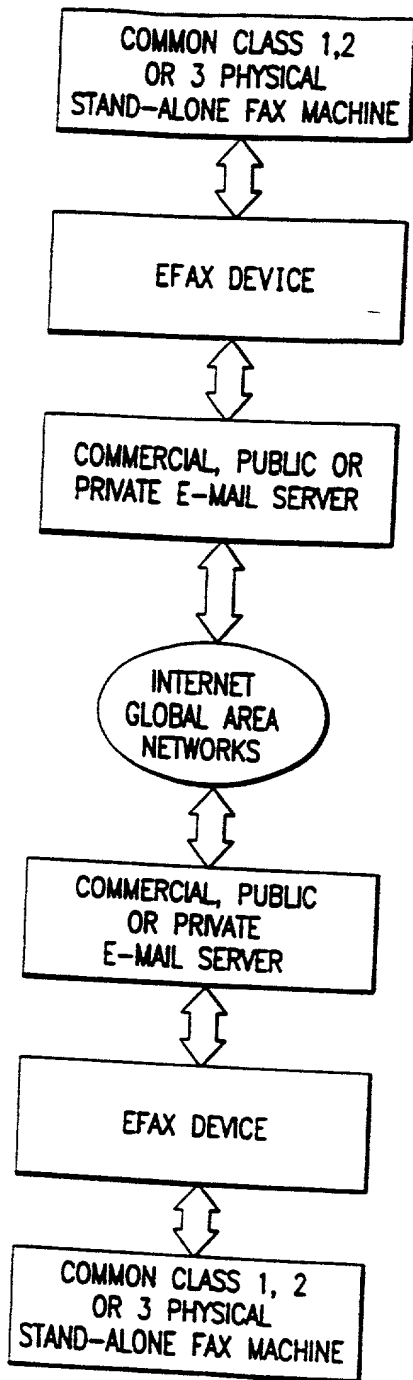 COMMON CLASS 1,2
OR 3 PHYSICAL
STAND-ALONE FAX MACHINE
EFAX DEVICE
COMMERCIAL, PUBLIC OR
PRIVATE E-MAIL SERVER
INTERNET
GLOBAL AREA
NETWORKS
COMMERCIAL, PUBLIC
OR PRIVATE
E-MAIL SERVER
EFAX DEVICE
COMMON CLASS 1, 2
OR 3 PHYSICAL
STAND-ALONE FAX MACHINE